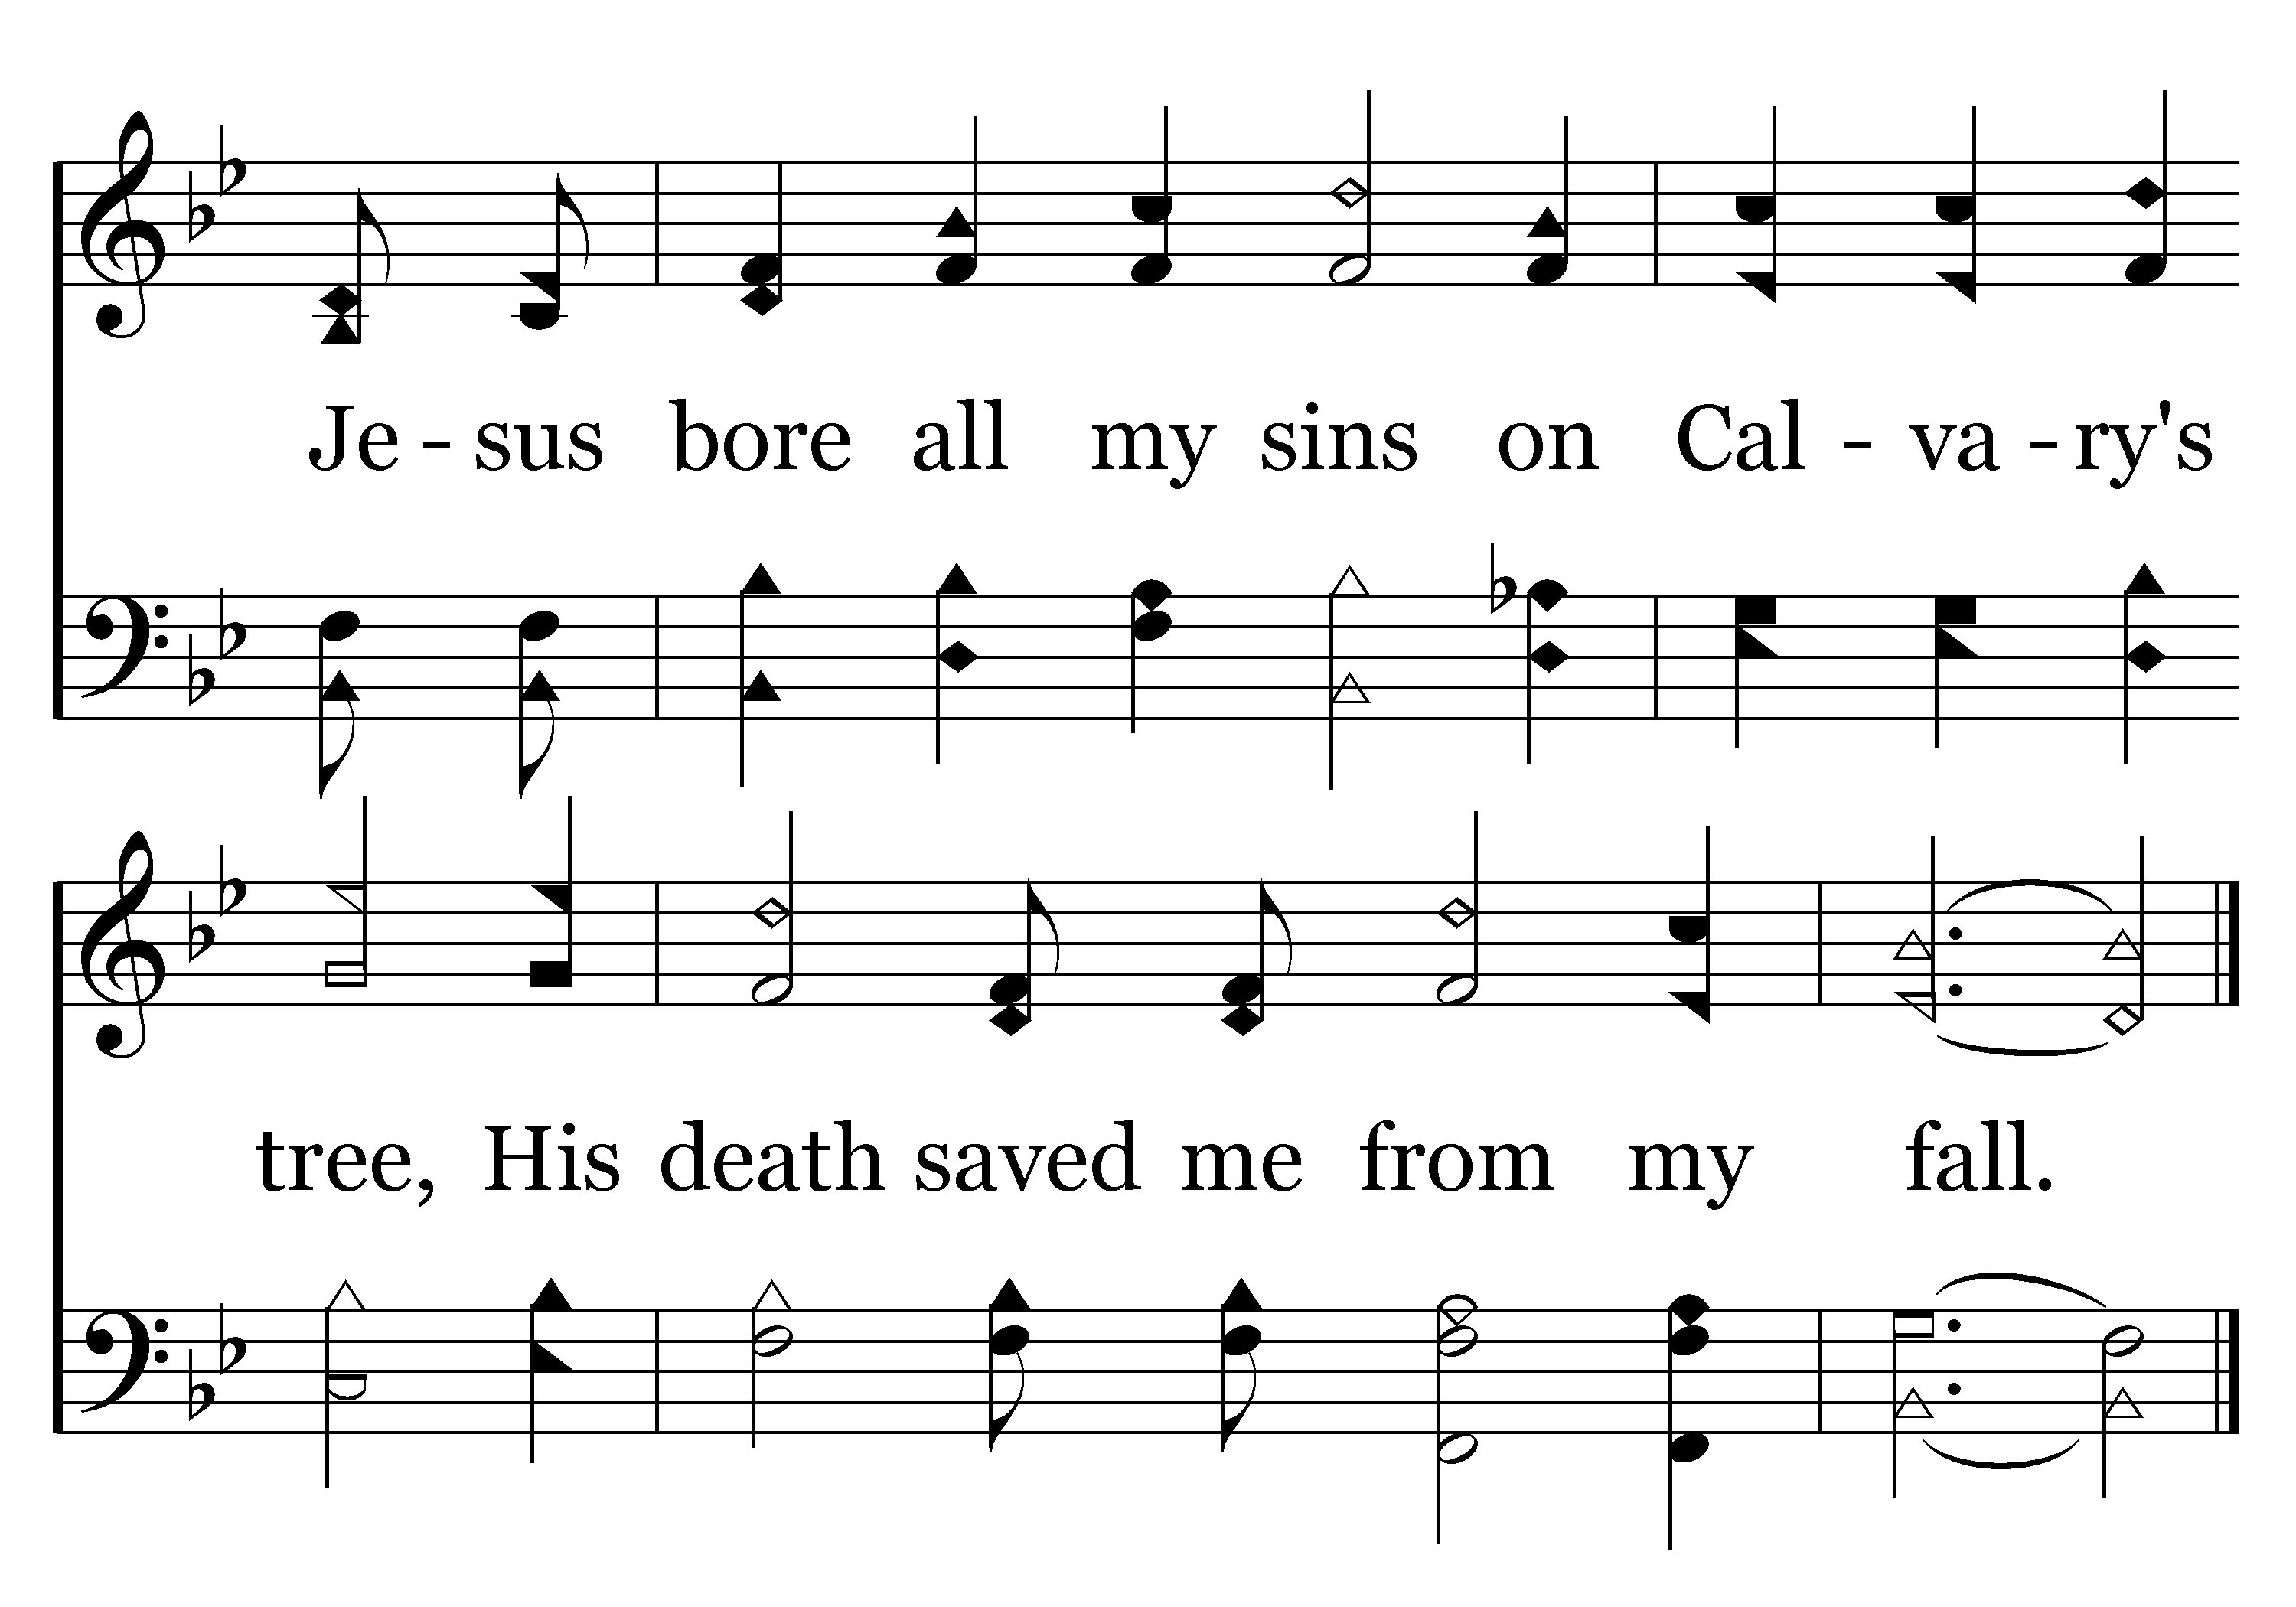 Je - sus bore all my sins on Cal - va - ry's
tree, His death saved me from my fall.